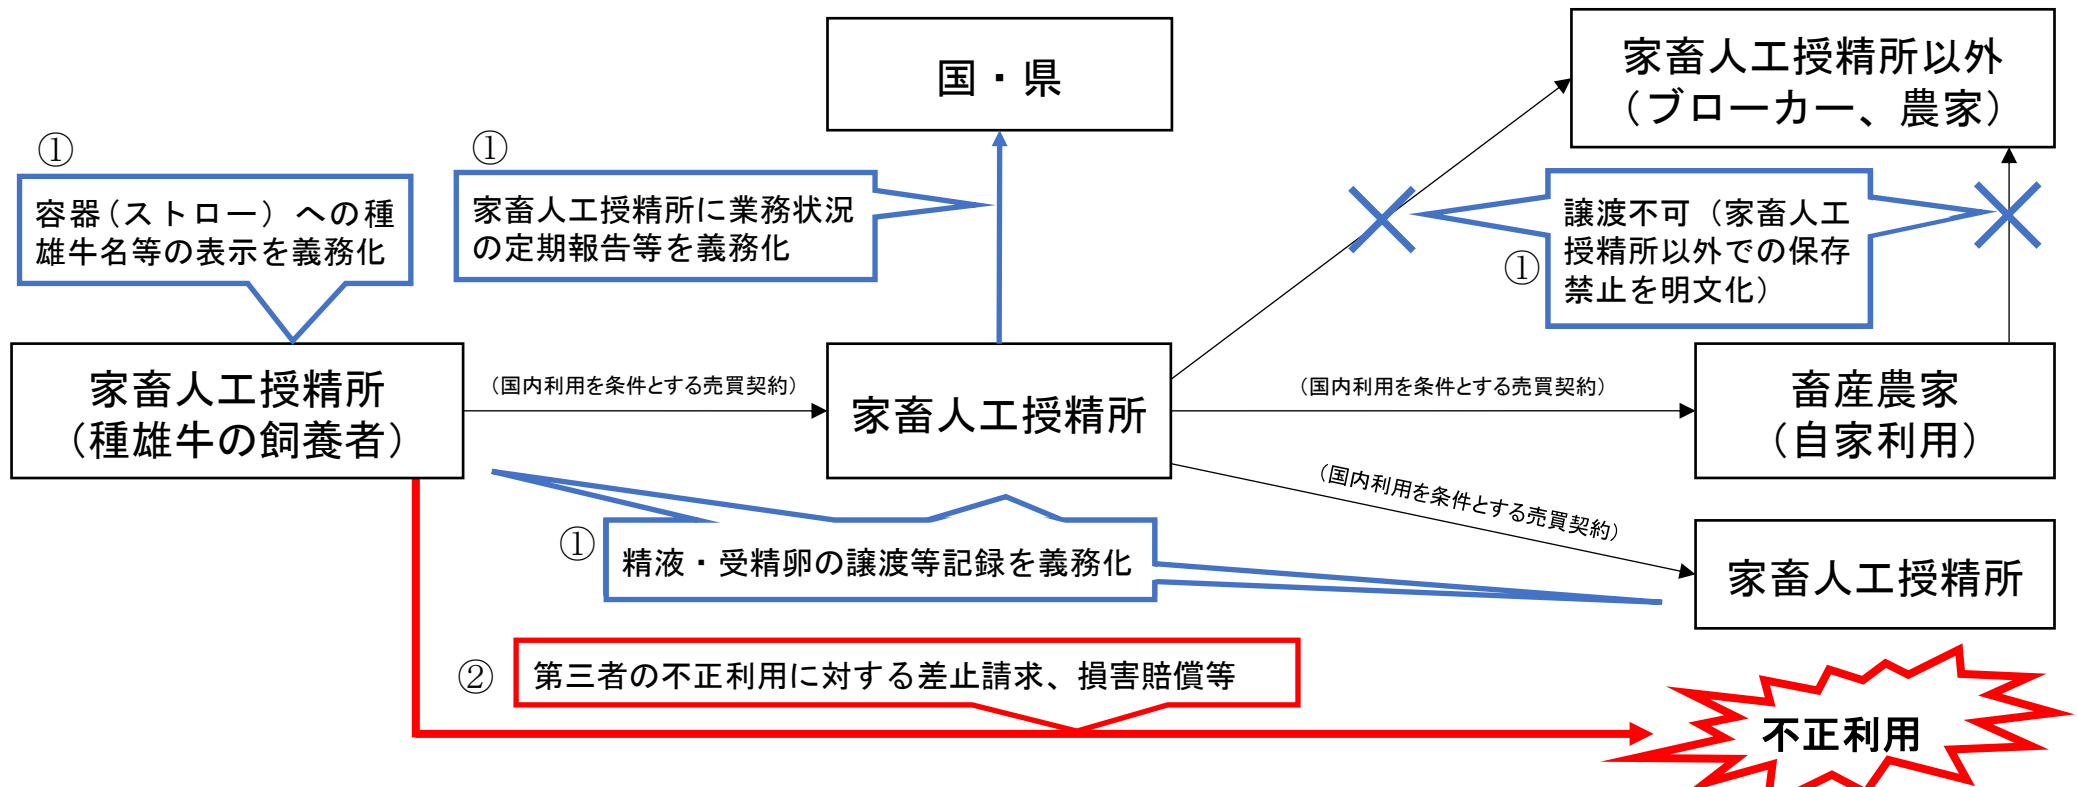 国・県
家畜人工授精所以外
（ブローカー、農家）
①
容器（ストロー）への種
雄牛名等の表示を義務化
①
家畜人工授精所に業務状況
の定期報告等を義務化
譲渡不可（家畜人工
授精所以外での保存
禁止を明文化）
①
家畜人工授精所
（種雄牛の飼養者）
（国内利用を条件とする売買契約）
家畜人工授精所
（国内利用を条件とする売買契約）
畜産農家
（自家利用）
（国内利用を条件とする売買契約）
①
精液・受精卵の譲渡等記録を義務化
家畜人工授精所
②
第三者の不正利用に対する差止請求、損害賠償等
不正利用